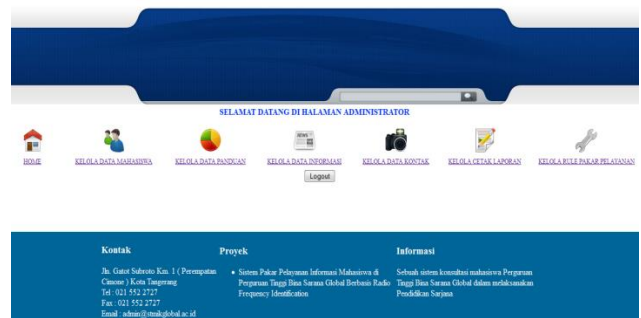 SELAMAT DATANG DI HALAMAN ADMINISTRATOR
NEWS
HOME
KELOLA DATA MAHASISWA
KELOLA DATA PANDUAN
KELOLA DATA INFORMASI
KELOLA DATA KONTAK
KELOLA CETAK LAPORAN
KELOLA RULE PAKAR PELAYANAN
Logout
Kontak
Jln. Gatot Subroto Km. 1 ( Perempatan
Cimone ) Kota Tangerang
Tel : 021 552 2727
Fax : 021 552 2727
Email : admin@stmikglobal.ac.id
Proyek
• Sistem Pakar Pelayanan Informasi Mahasiswa di
Perguruan Tinggi Bina Sarana Global Berbasis Radio
Frequency Identification
Informasi
Sebuah sistem konsultasi mahasiswa Perguruan
Tinggi Bina Sarana Global dalam melaksanakan
Pendidikan Sarjana